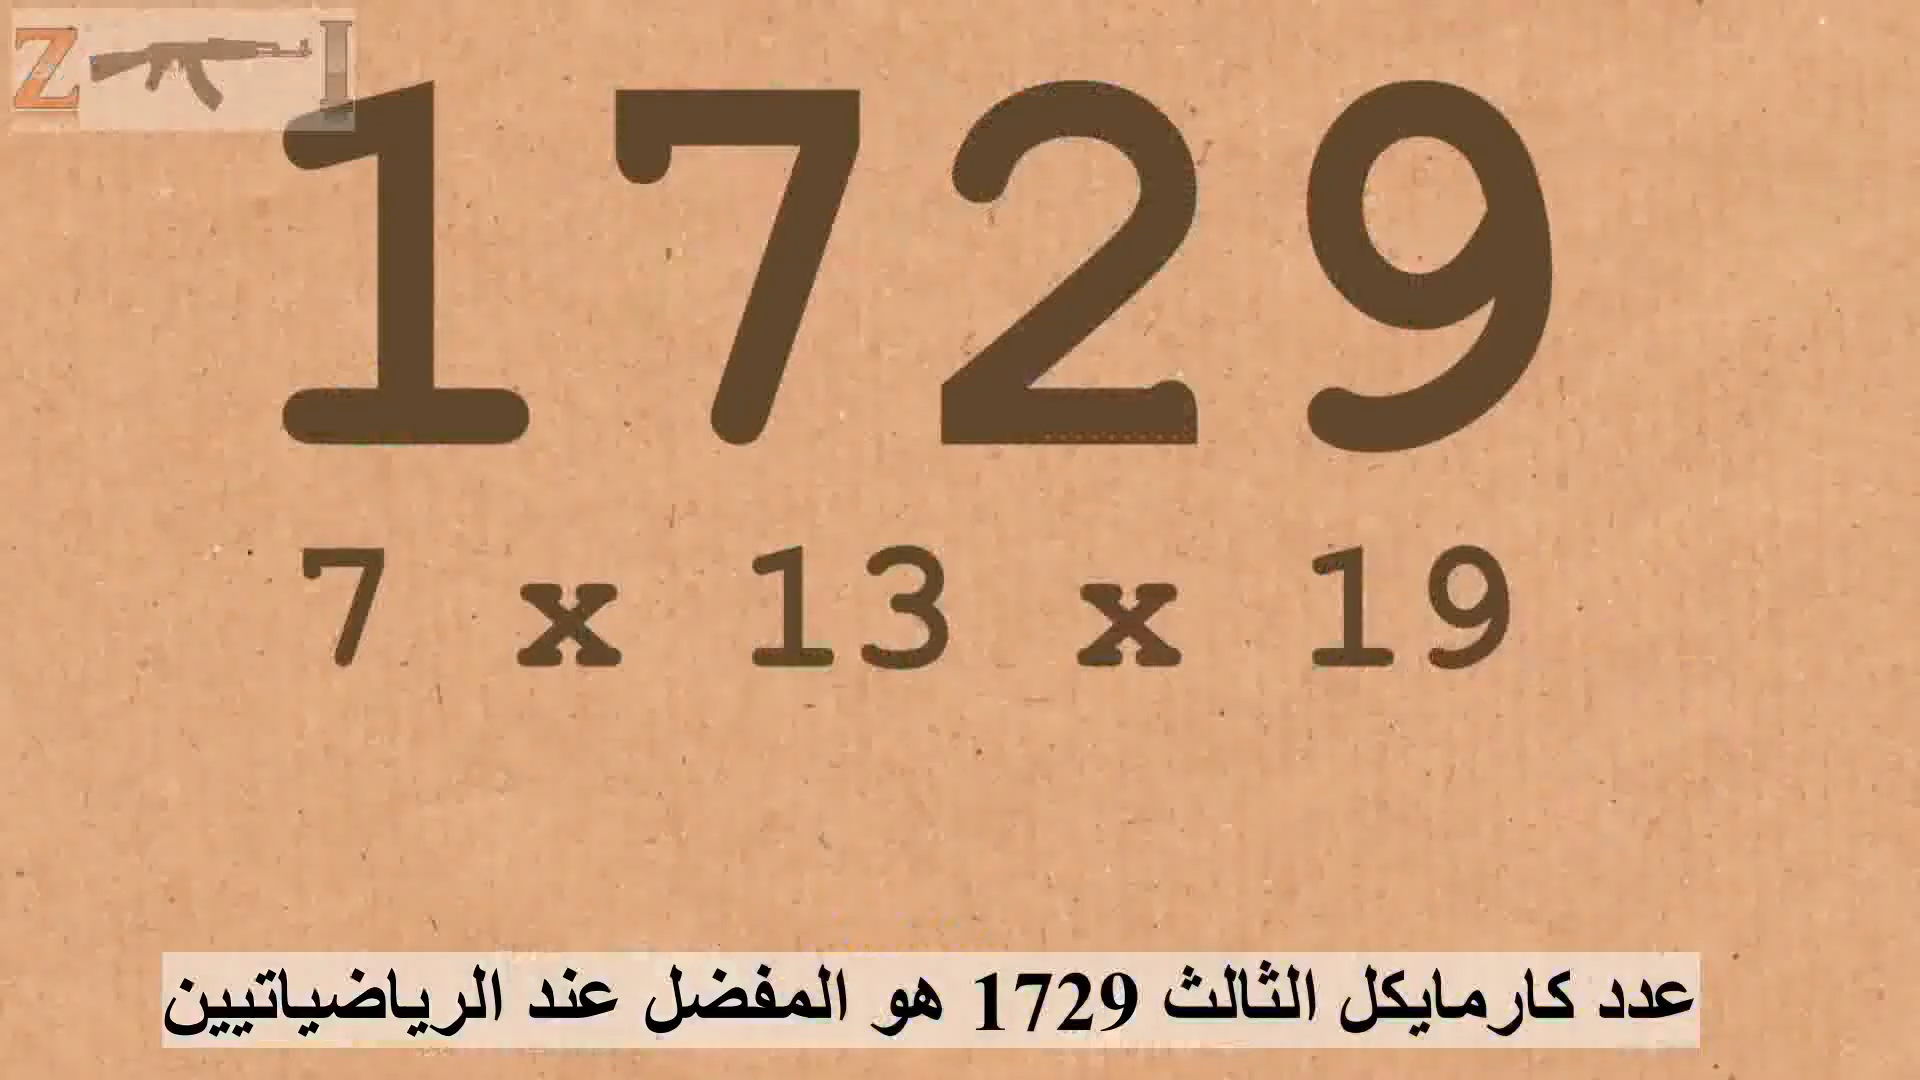 Z I
1729
7 x 13 x 19
عدد كارمايكل الثالث 1729 هو المفضل عند الرياضياتيين